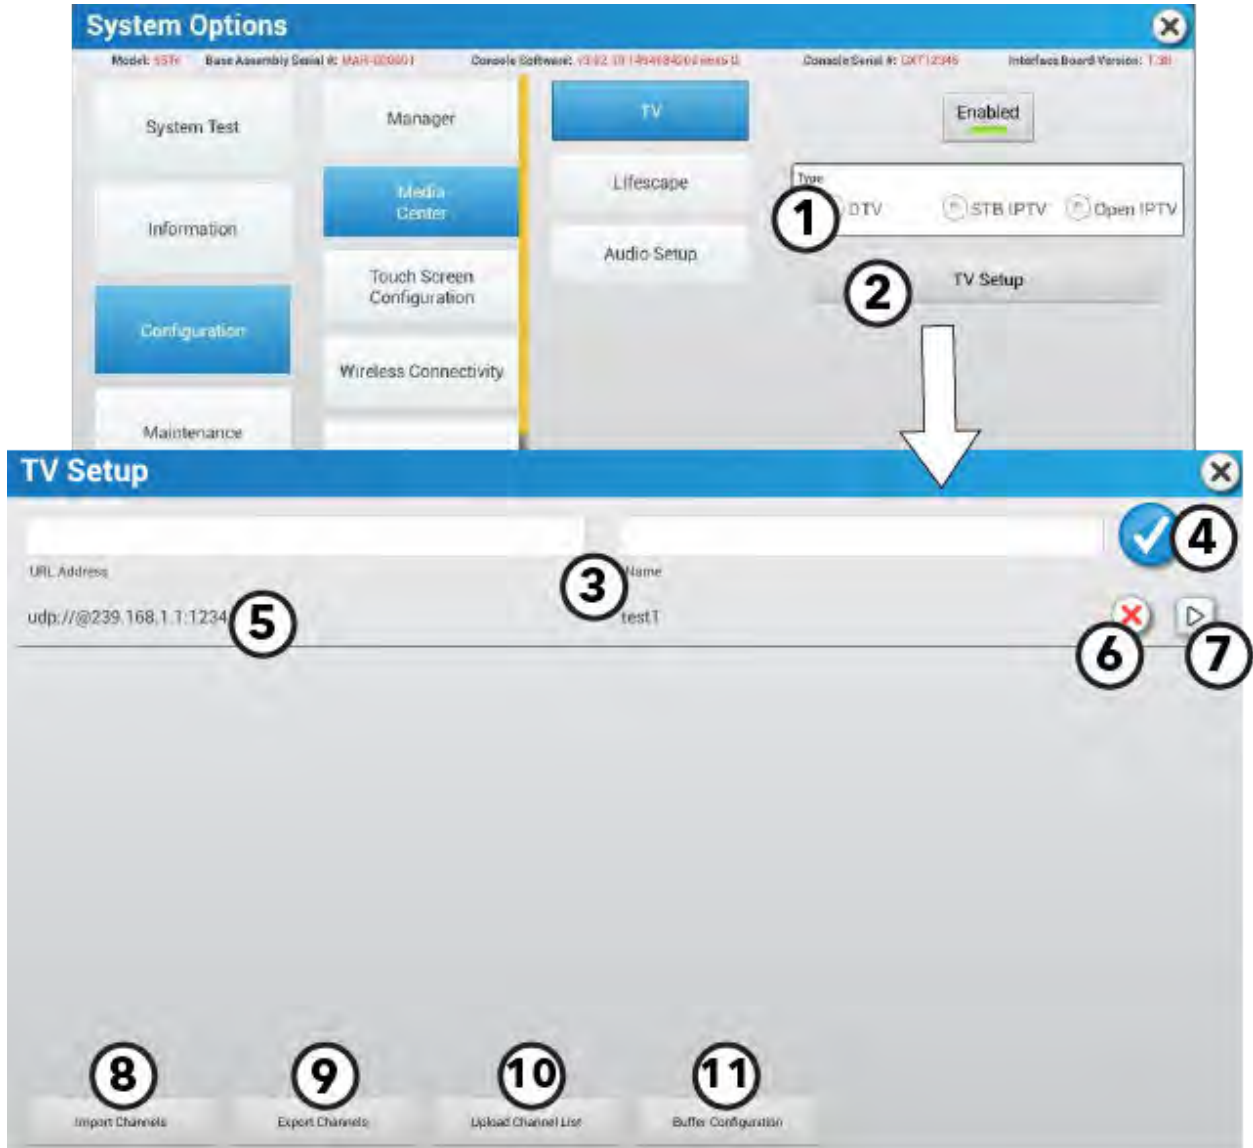 System Options
Model: Base Assembly Serial #: MAR-000001 Console Software: Console Serial #: CXT12345 Interface Board Version:
System Test
Manager
TV
Enabled
Information
Media
Center
Lifescape
Type
1 DTV STB IPTV Open IPTV
Configuration
Touch Screen
Configuration
Audio Setup
2 TV Setup
Wireless Connectivity
Maintenance
TV Setup
4
URL Address
3
Name
udp://@239.168.1.1:1234
5
test1
6
7
8
9
10
11
Import Channels
Export Channels
Upload Channel List
Buffer Configuration